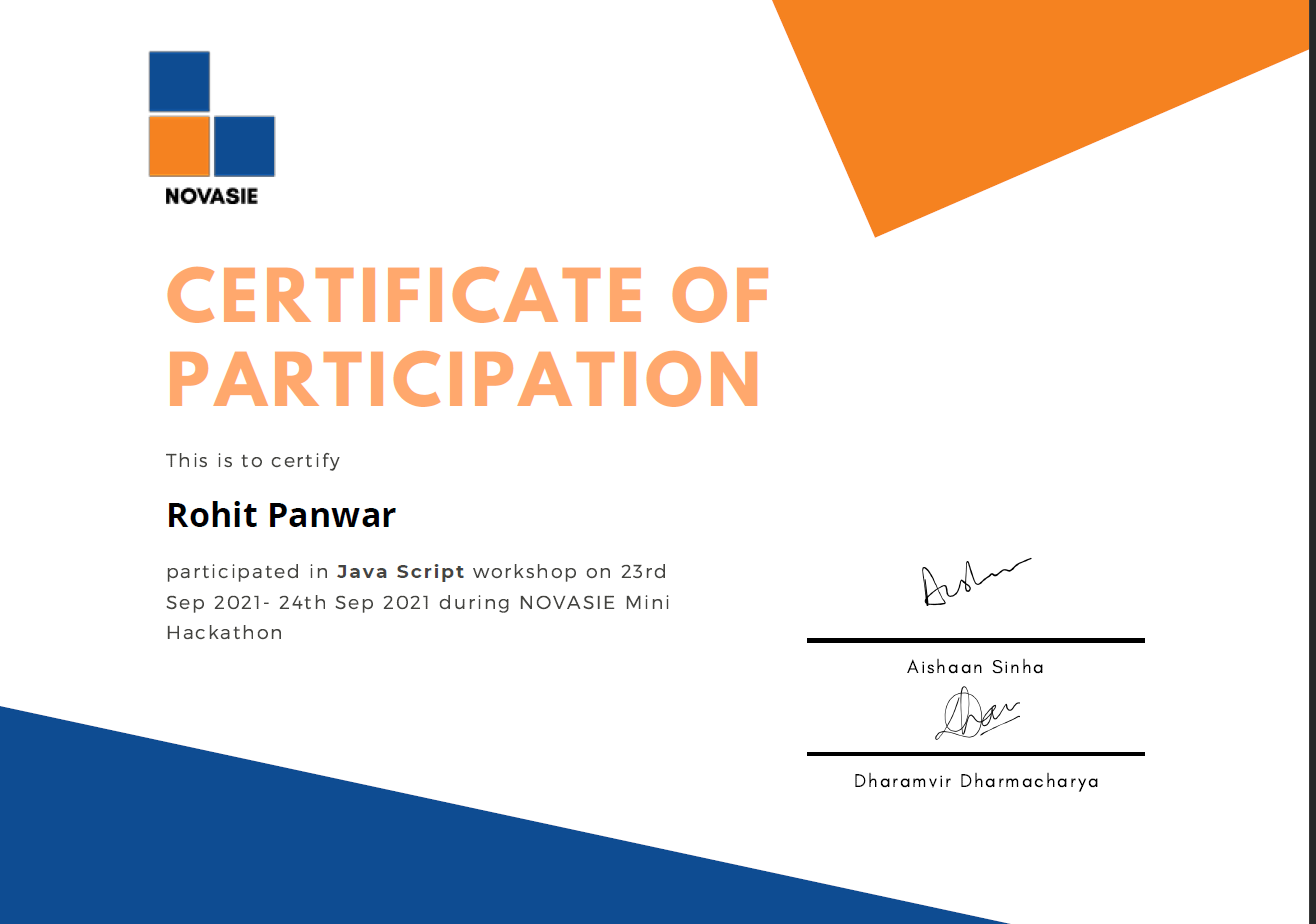 NOVASIE
CERTIFICATE OF
PARTICIPATION
This is to certify
Rohit Panwar
participated in Java Script workshop on 23rd
Sep 2021- 24th Sep 2021 during NOVASIE Mini
Hackathon
Aishaan Sinha
Dharamvir Dharmacharya